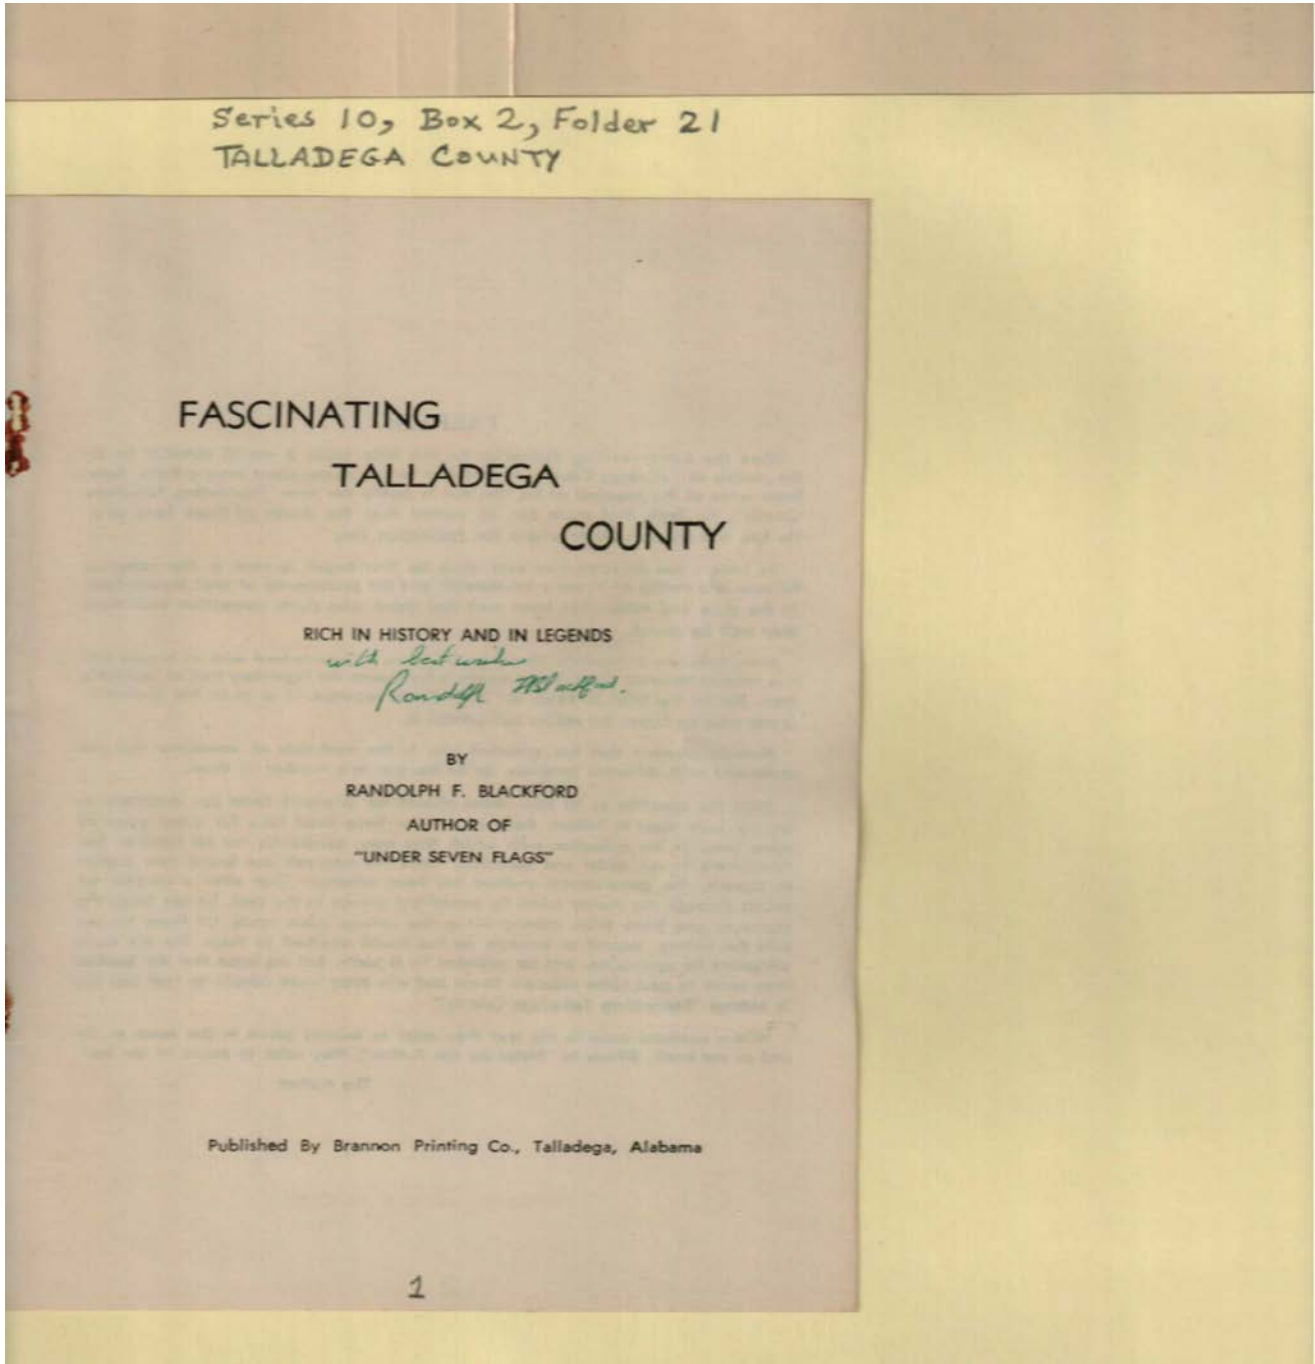 Series 10, Box 2, Folder 21
TALLADEGA COUNTY
FASCINATING
TALLADEGA
COUNTY
RICH IN HISTORY AND IN LEGENDS
with best wishes
Randolph F Blackford.
BY
RANDOLPH F. BLACKFORD
AUTHOR OF
"UNDER SEVEN FLAGS"
Published By Brannon Printing Co., Talladega, Alabama
1